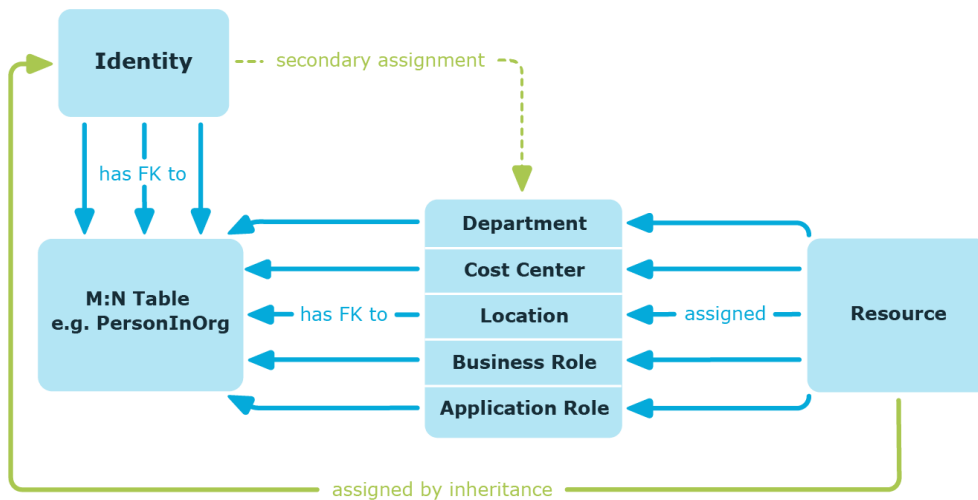 Identity
secondary assignment
has FK to
Department
Cost Center
M:N Table
e.g. PersonInOrg
has FK to
Location
assigned
Resource
Business Role
Application Role
assigned by inheritance